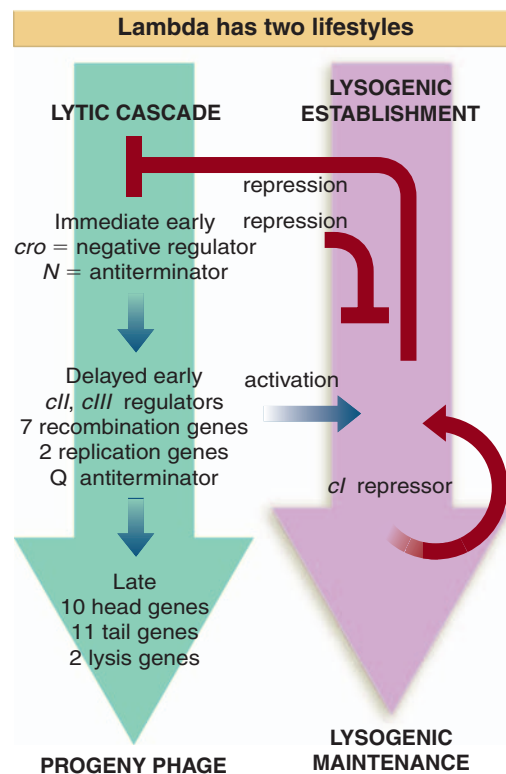 Lambda has two lifestyles
LYTIC CASCADE
LYSOGENIC
ESTABLISHMENT
repression
repression
Immediate early
cro = negative regulator
N = antiterminator
Delayed early
cII, cIII regulators
7 recombination genes
2 replication genes
Q antiterminator
activation
cI repressor
Late
10 head genes
11 tail genes
2 lysis genes
PROGENY PHAGE
LYSOGENIC
MAINTENANCE